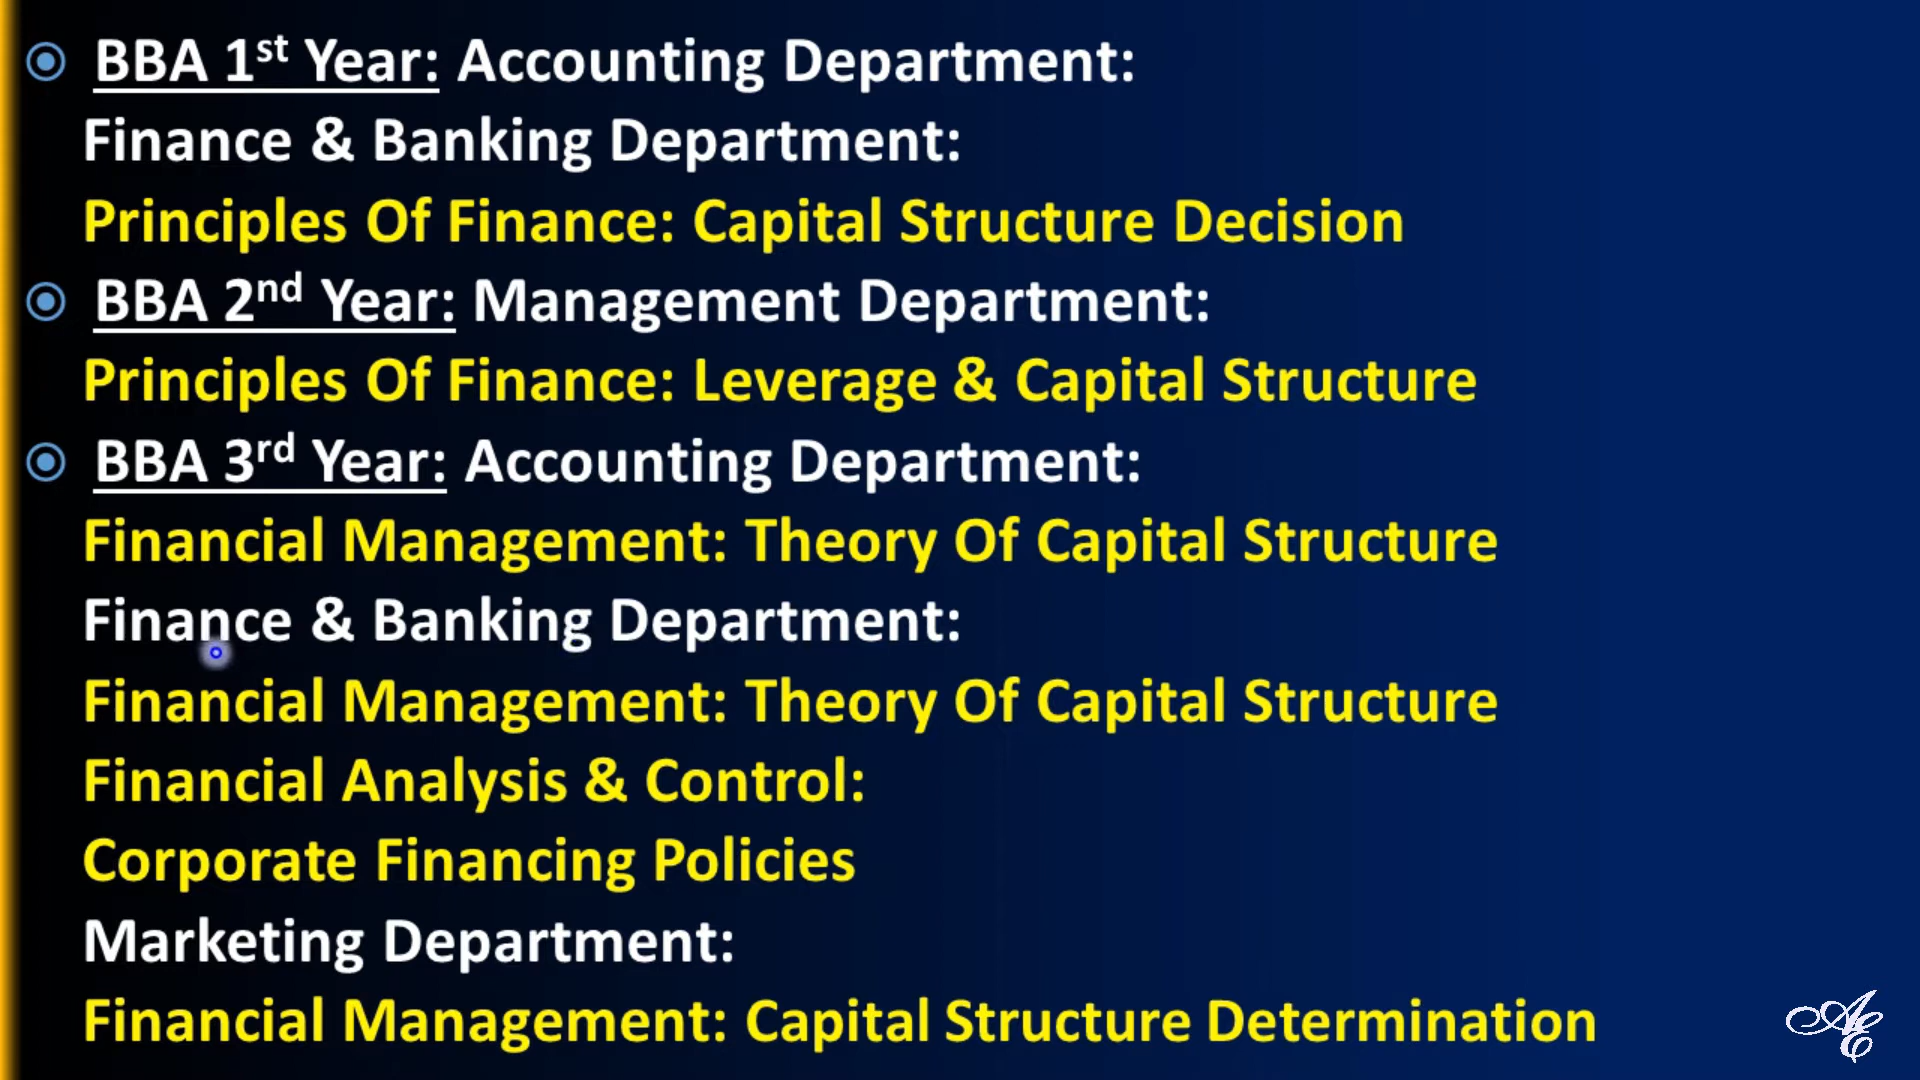 BBA 1st Year: Accounting Department:
Finance & Banking Department:
Principles Of Finance: Capital Structure Decision
BBA 2nd Year: Management Department:
Principles Of Finance: Leverage & Capital Structure
BBA 3rd Year: Accounting Department:
Financial Management: Theory Of Capital Structure
Finance & Banking Department:
Financial Management: Theory Of Capital Structure
Financial Analysis & Control:
Corporate Financing Policies
Marketing Department:
Financial Management: Capital Structure Determination
AE